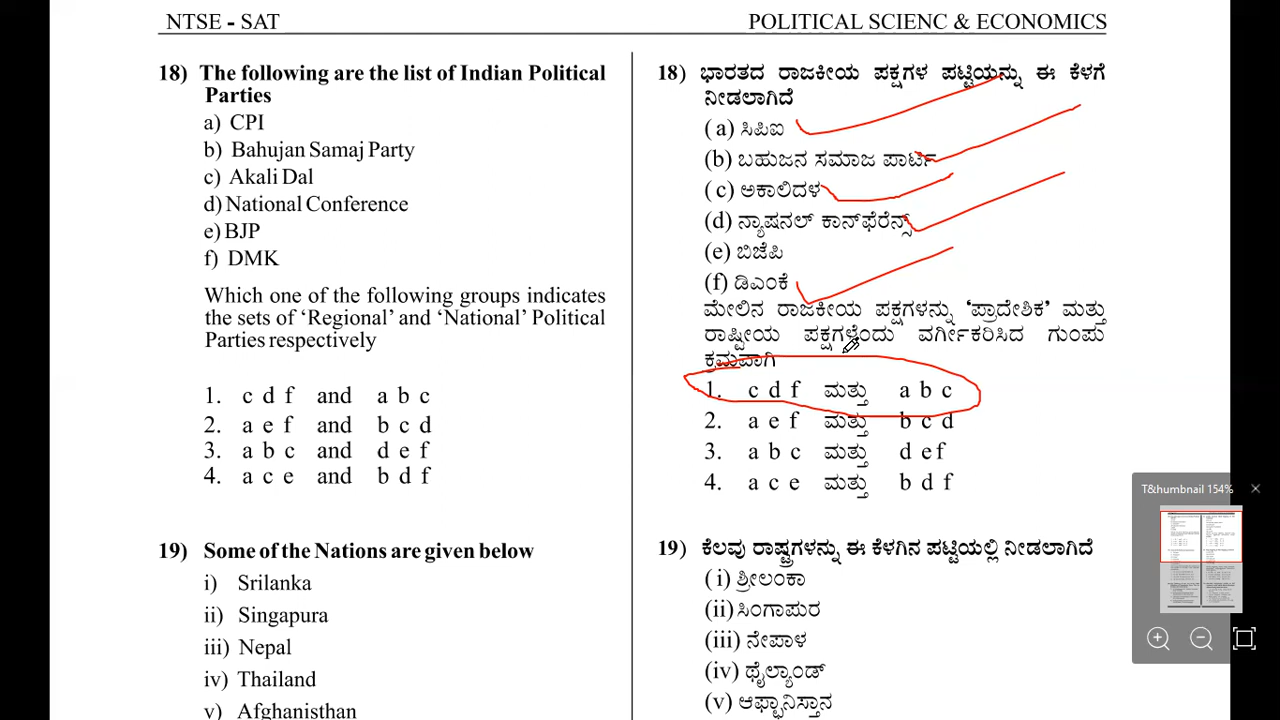 NTSE - SAT
POLITICAL SCIENC & ECONOMICS
18) The following are the list of Indian Political
Parties
a) CPI
b) Bahujan Samaj Party
c) Akali Dal
d) National Conference
e) BJP
f) DMK
Which one of the following groups indicates
the sets of ‘Regional’ and ‘National’ Political
Parties respectively
1. c d f and a b c
2. a e f and b c d
3. a b c and d e f
4. a c e and b d f
19) Some of the Nations are given below
i) Srilanka
ii) Singapura
iii) Nepal
iv) Thailand
v) Afghanisthan
18) ಭಾರತದ ರಾಜಕೀಯ ಪಕ್ಷಗಳ ಪಟ್ಟಿಯನ್ನು ಈ ಕೆಳಗೆ
ನೀಡಲಾಗಿದೆ
(a) ಸಿಪಿಐ
(b) ಬಹುಜನ ಸಮಾಜ ಪಾರ್ಟಿ
(c) ಅಕಾಲಿದಳ
(d) ನ್ಯಾಷನಲ್ ಕಾನ್‌ಫೆರೆನ್ಸ್
(e) ಬಿಜೆಪಿ
(f) ಡಿಎಂಕೆ
ಮೇಲಿನ ರಾಜಕೀಯ ಪಕ್ಷಗಳನ್ನು ‘ಪ್ರಾದೇಶಿಕ’ ಮತ್ತು
ರಾಷ್ಟ್ರೀಯ ಪಕ್ಷಗಳೆಂದು ವರ್ಗೀಕರಿಸಿದ ಗುಂಪು
ಕ್ರಮವಾಗಿ
1. c d f ಮತ್ತು a b c
2. a e f ಮತ್ತು b c d
3. a b c ಮತ್ತು d ef
4. a c e ಮತ್ತು b d f
19) ಕೆಲವು ರಾಷ್ಟ್ರಗಳನ್ನು ಈ ಕೆಳಗಿನ ಪಟ್ಟಿಯಲ್ಲಿ ನೀಡಲಾಗಿದೆ
(i) ಶ್ರೀಲಂಕಾ
(ii) ಸಿಂಗಾಪುರ
(iii) ನೇಪಾಳ
(iv) ಥೈಲ್ಯಾಂಡ್
(v) ಆಫ್ಘಾನಿಸ್ತಾನ
T&humbnail 154%